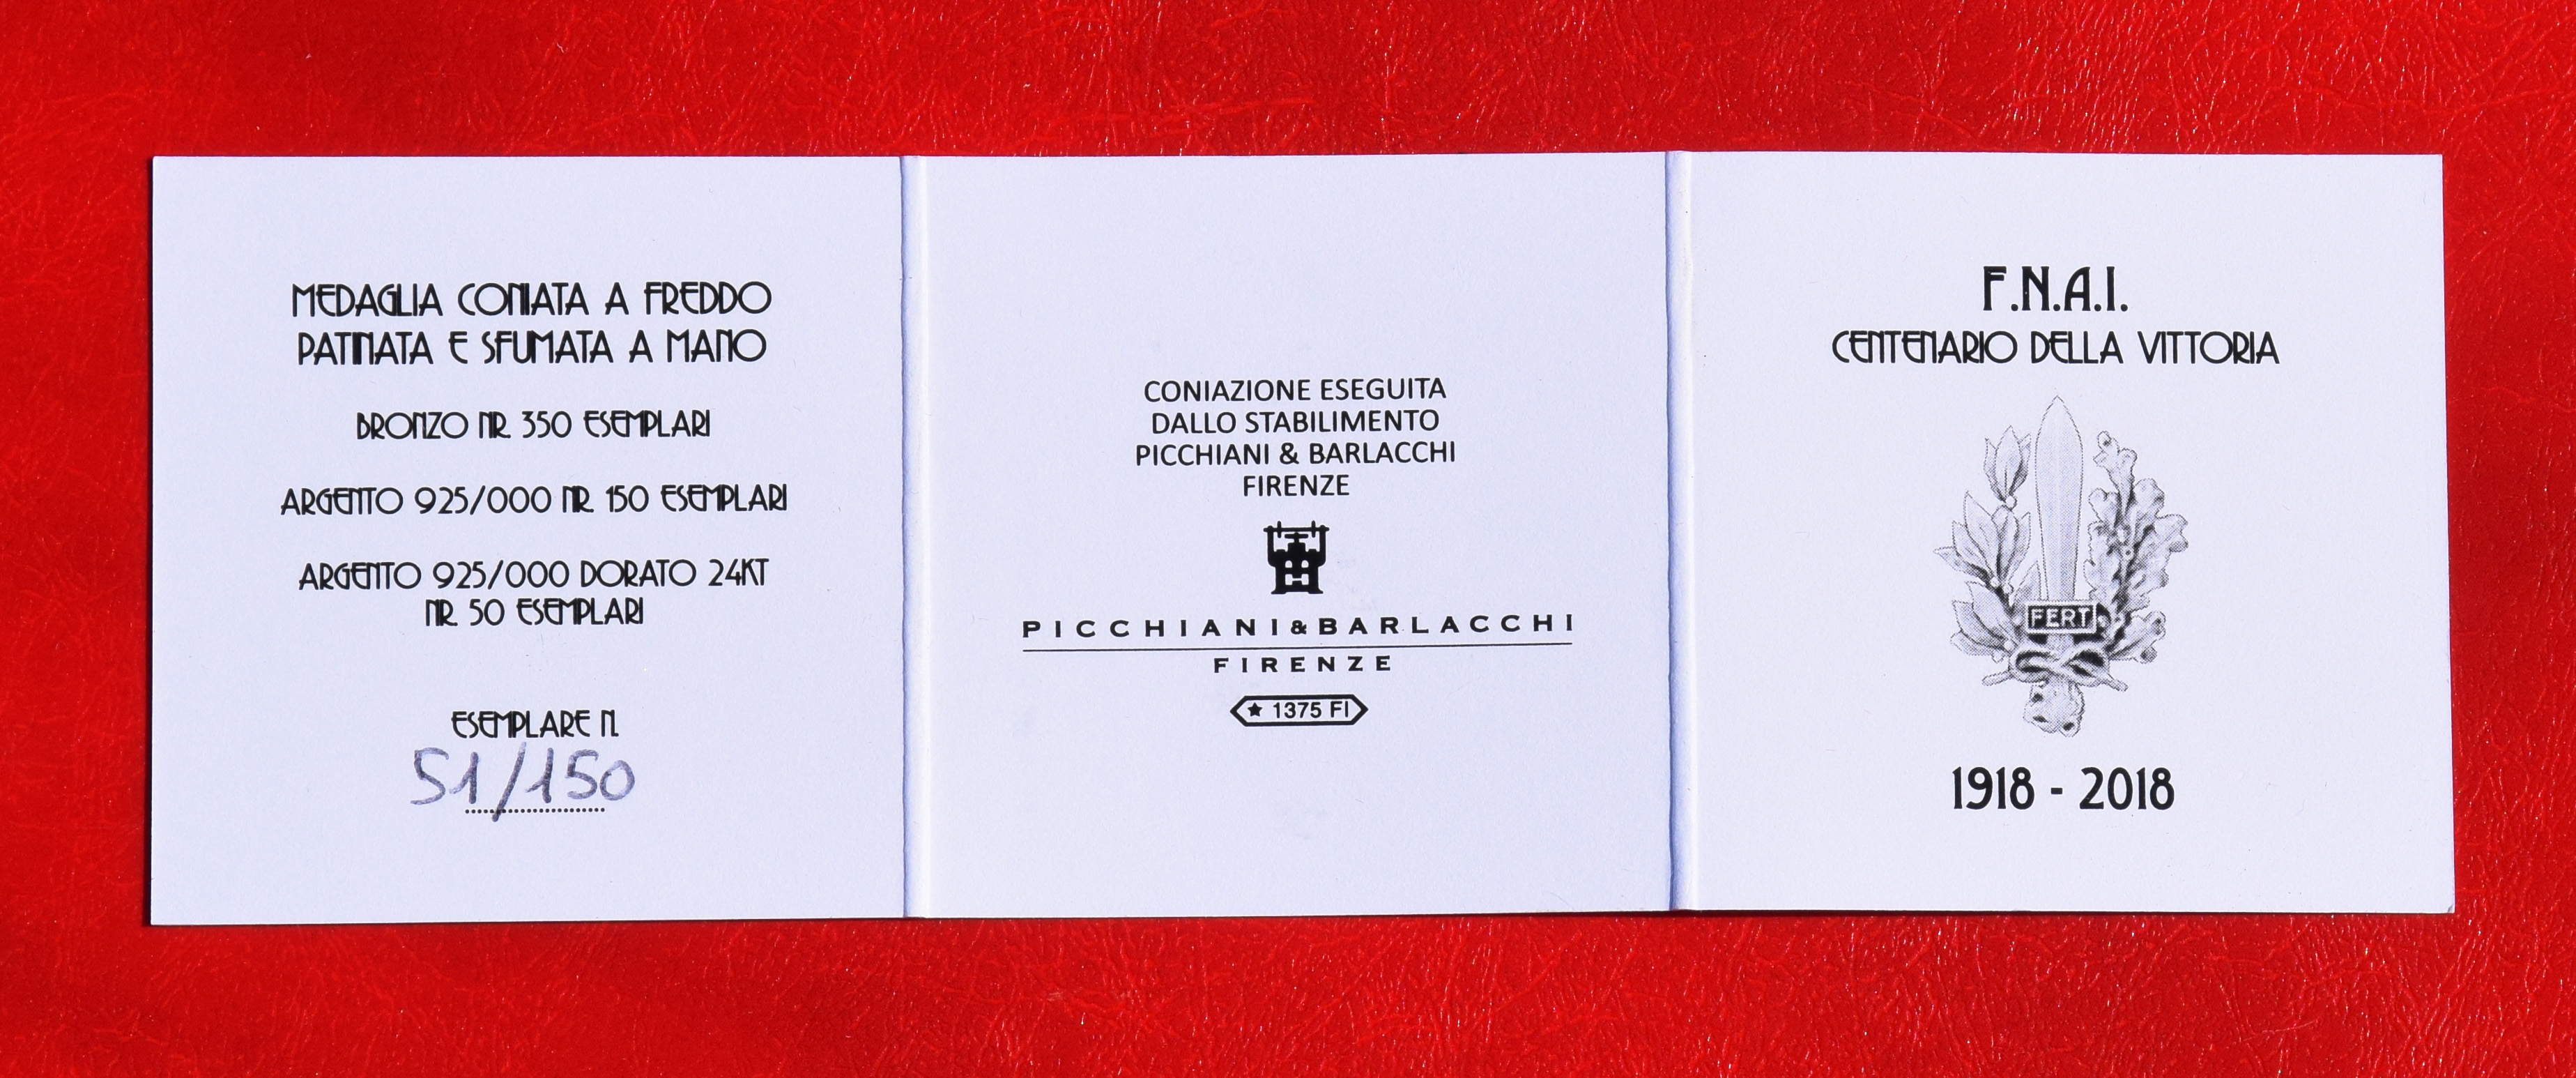 MEDAGLIA CONIATA A FREDDO
PATINATA E SFUMATA A MANO
BRONZO NR. 350 ESEMPLARI
ARGENTO 925/000 NR. 150 ESEMPLARI
ARGENTO 925/000 DORATO 24KT
NR. 50 ESEMPLARI
ESEMPLARE N.
51/150
CONIAZIONE ESEGUITA
DALLO STABILIMENTO
PICCHIANI & BARLACCHI
FIRENZE
PICCHIANI&BARLACCHI
FIRENZE
★ 1375 FI
F.N.A.I.
CENTENARIO DELLA VITTORIA
FERT
1918 - 2018